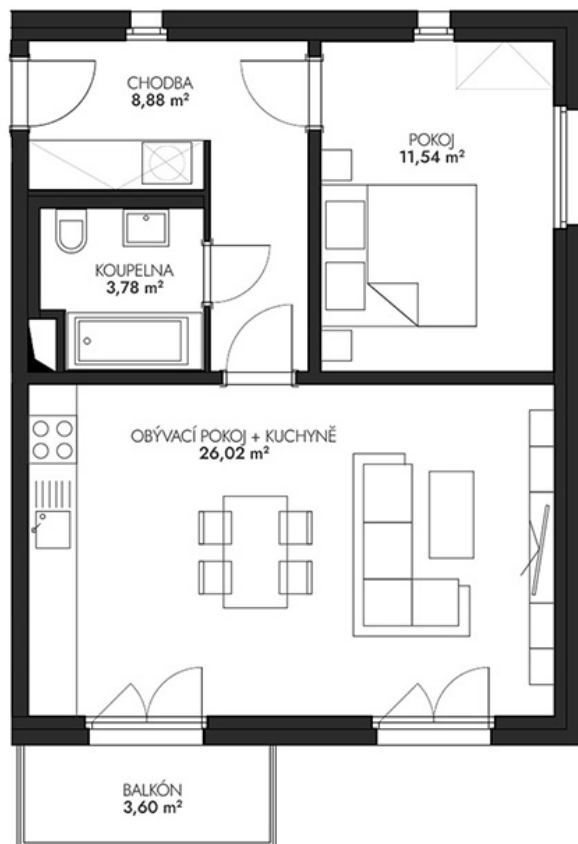 CHODBA
8,88 m²
POKOJ
11,54 m²
KOUPELNA
3,78 m²
OBÝVACÍ POKOJ + KUCHYNĚ
26,02 m²
BALKÓN
3,60 m²